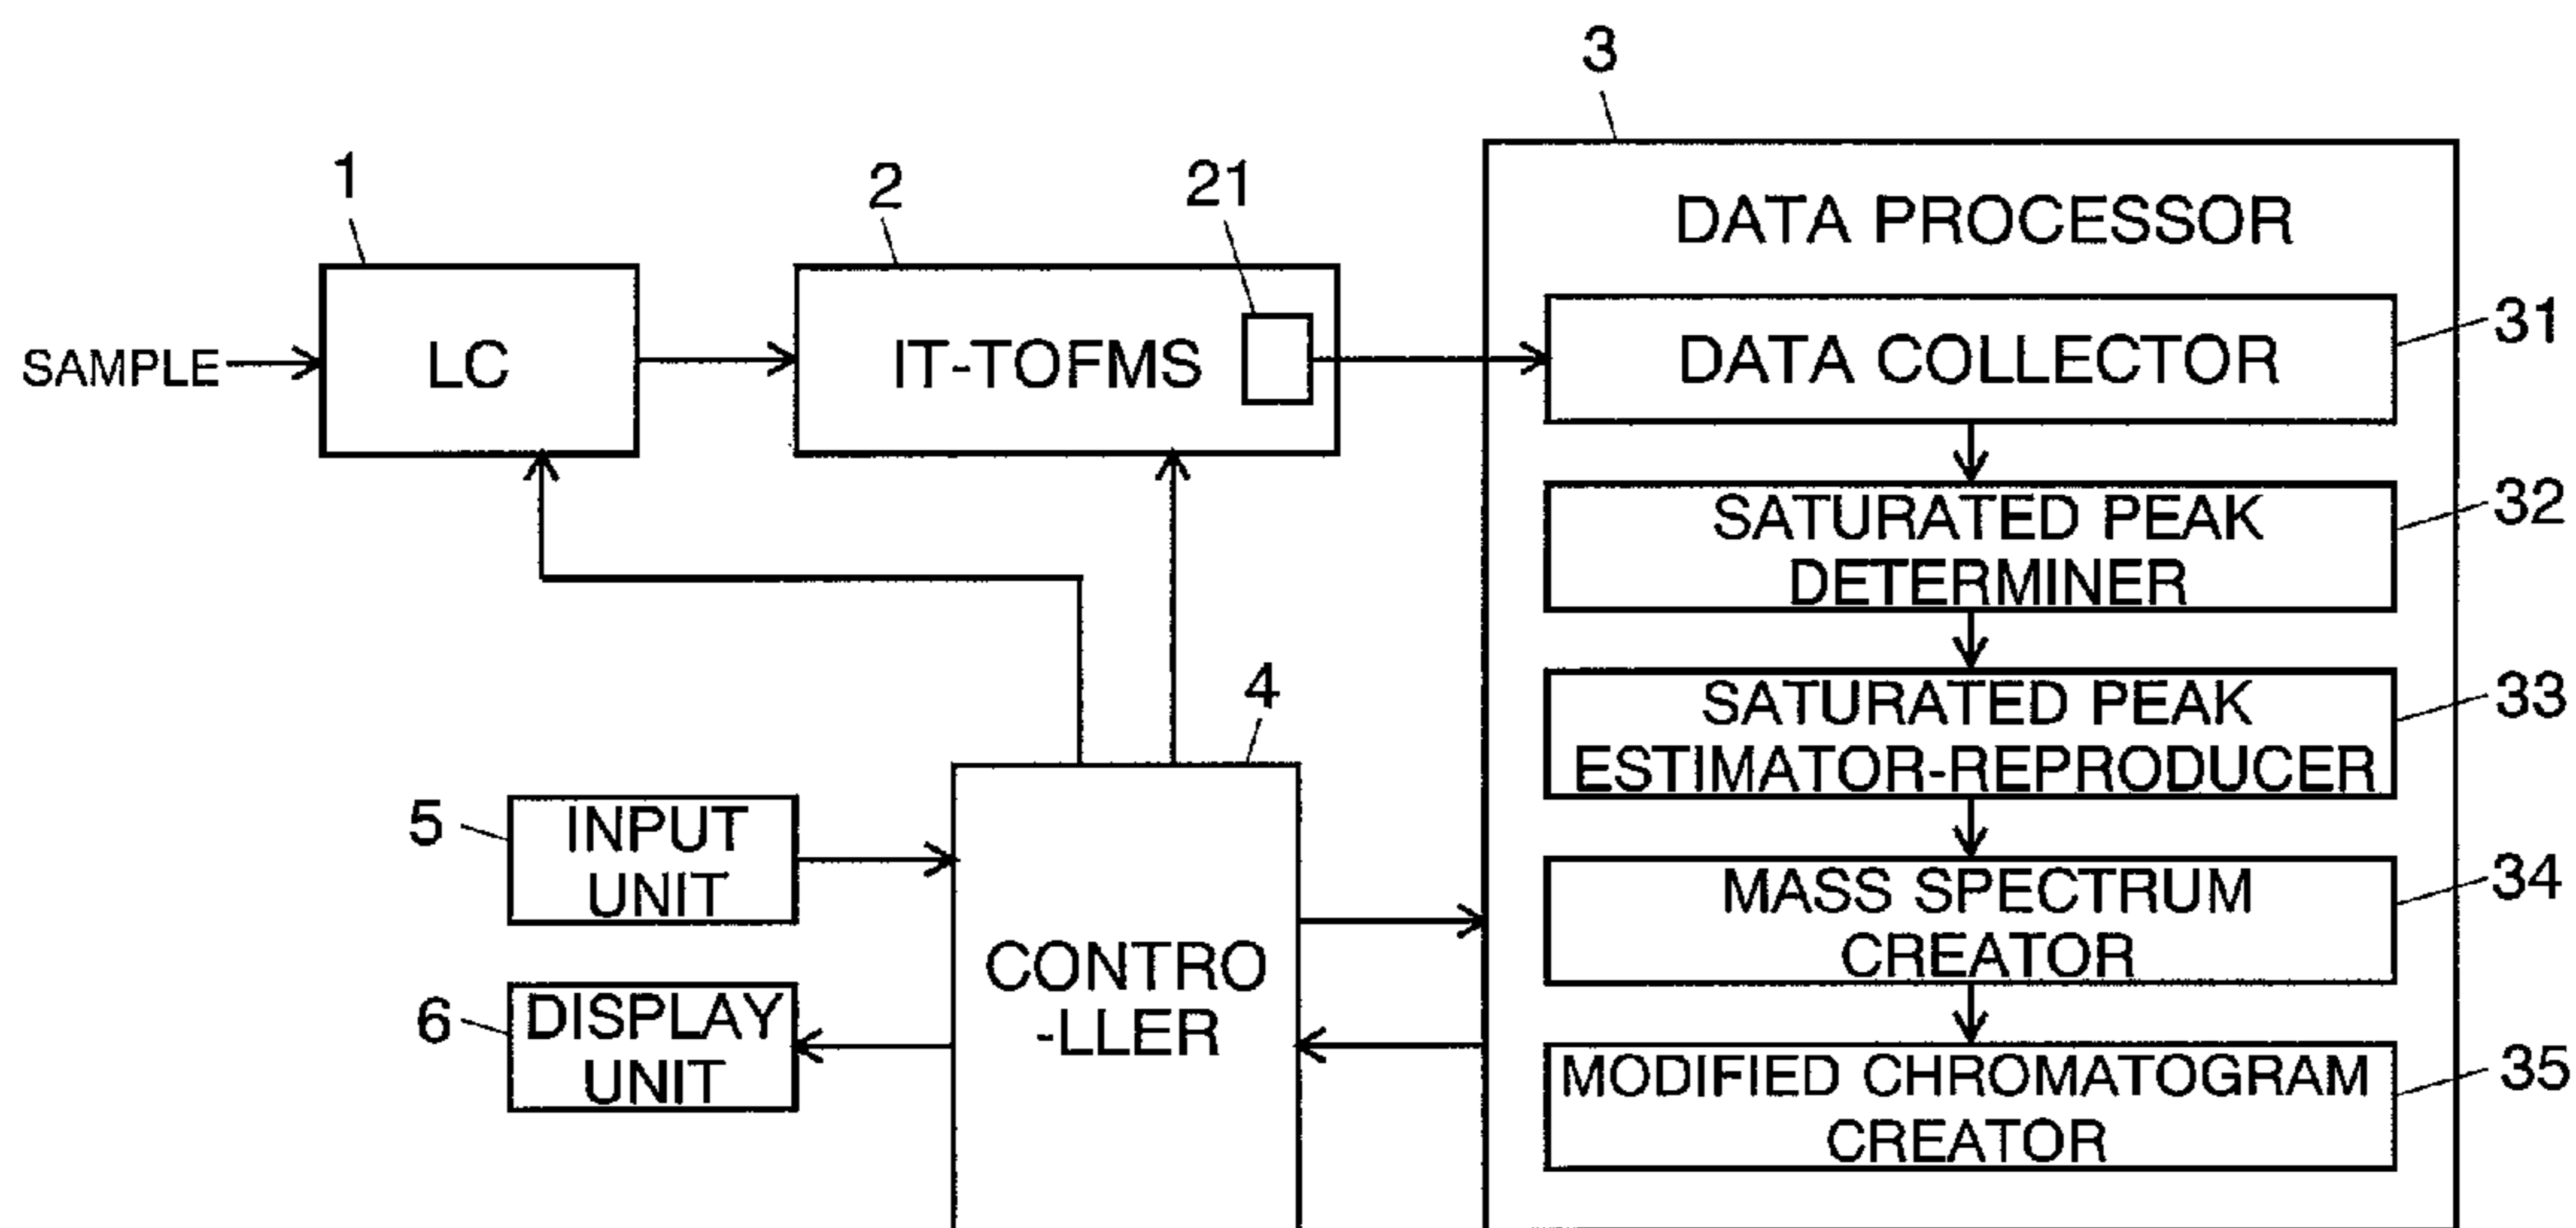 3
1
2
21
DATA PROCESSOR
SAMPLE
LC
IT-TOFMS
DATA COLLECTOR
31
SATURATED PEAK
DETERMINER
32
SATURATED PEAK
ESTIMATOR-REPRODUCER
33
4
5
INPUT
UNIT
MASS SPECTRUM
CREATOR
34
CONTRO
-LLER
6
DISPLAY
UNIT
MODIFIED CHROMATOGRAM
CREATOR
35